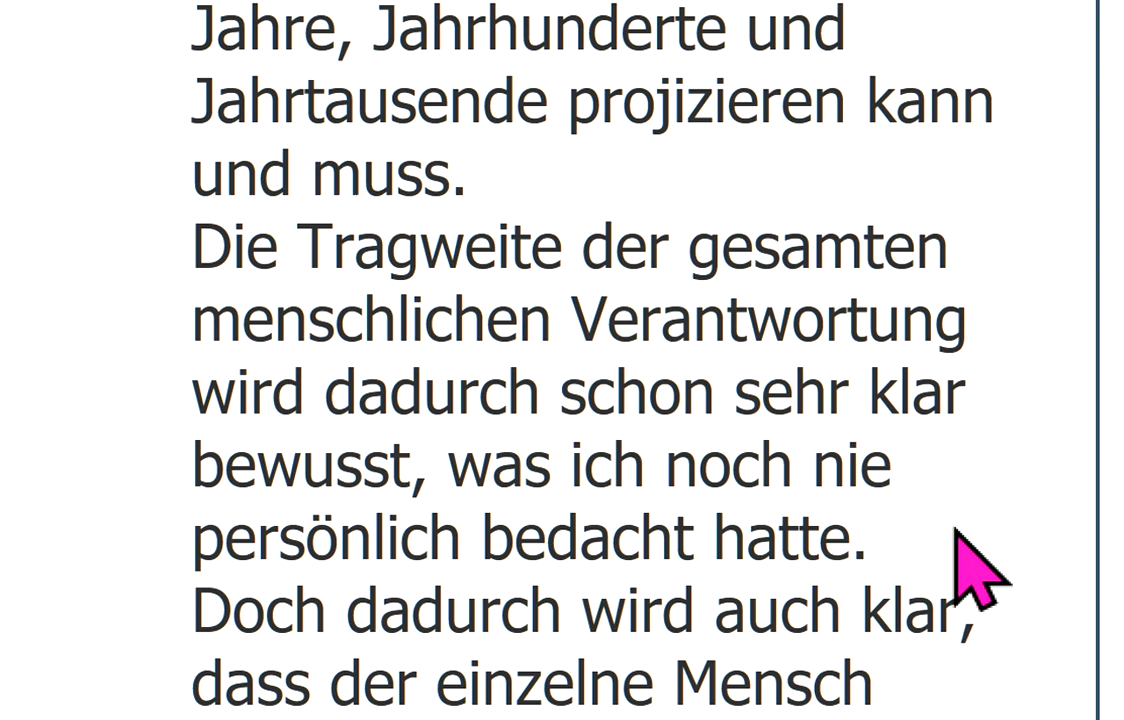 Jahre, Jahrhunderte und
Jahrtausende projizieren kann
und muss.
Die Tragweite der gesamten
menschlichen Verantwortung
wird dadurch schon sehr klar
bewusst, was ich noch nie
persönlich bedacht hatte.
Doch dadurch wird auch klar,
dass der einzelne Mensch